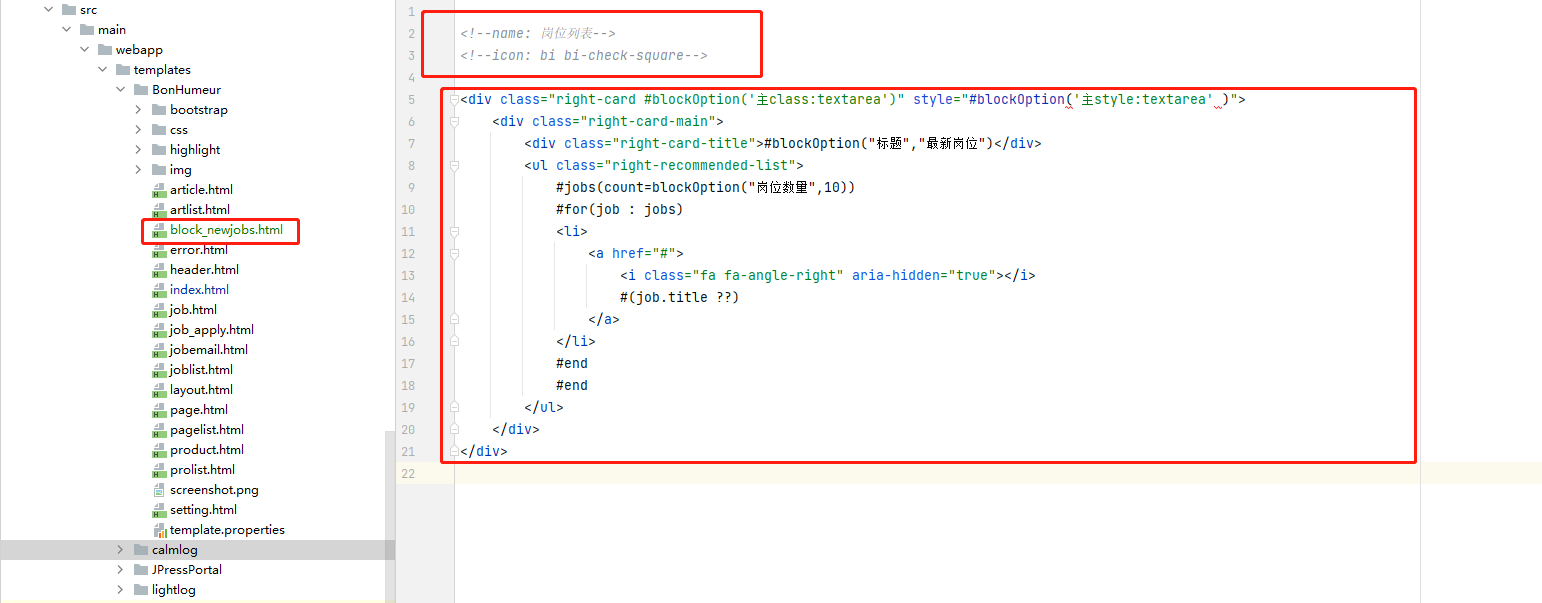 src
main
webapp
templates
BonHumeur
bootstrap
css
highlight
img
article.html
artlist.html
block_newjobs.html
error.html
header.html
index.html
job.html
job_apply.html
jobemail.html
joblist.html
layout.html
page.html
pagelist.html
product.html
prolist.html
screenshot.png
setting.html
template.properties
calmlog
JPressPortal
lightlog
1
2 <!--name: 岗位列表-->
3 <!--icon: bi bi-check-square-->
4
5 <div class="right-card #blockOption('主class:textarea')" style="#blockOption('主style:textarea' )">
6 <div class="right-card-main">
7 <div class="right-card-title">#blockOption("标题","最新岗位")</div>
8 <ul class="right-recommended-list">
9 #jobs(count=blockOption("岗位数量",10))
10 #for(job : jobs)
11 <li>
12 <a href="#">
13 <i class="fa fa-angle-right" aria-hidden="true"></i>
14 #(job.title ??)
15 </a>
16 </li>
17 #end
18 #end
19 </ul>
20 </div>
21 </div>
22